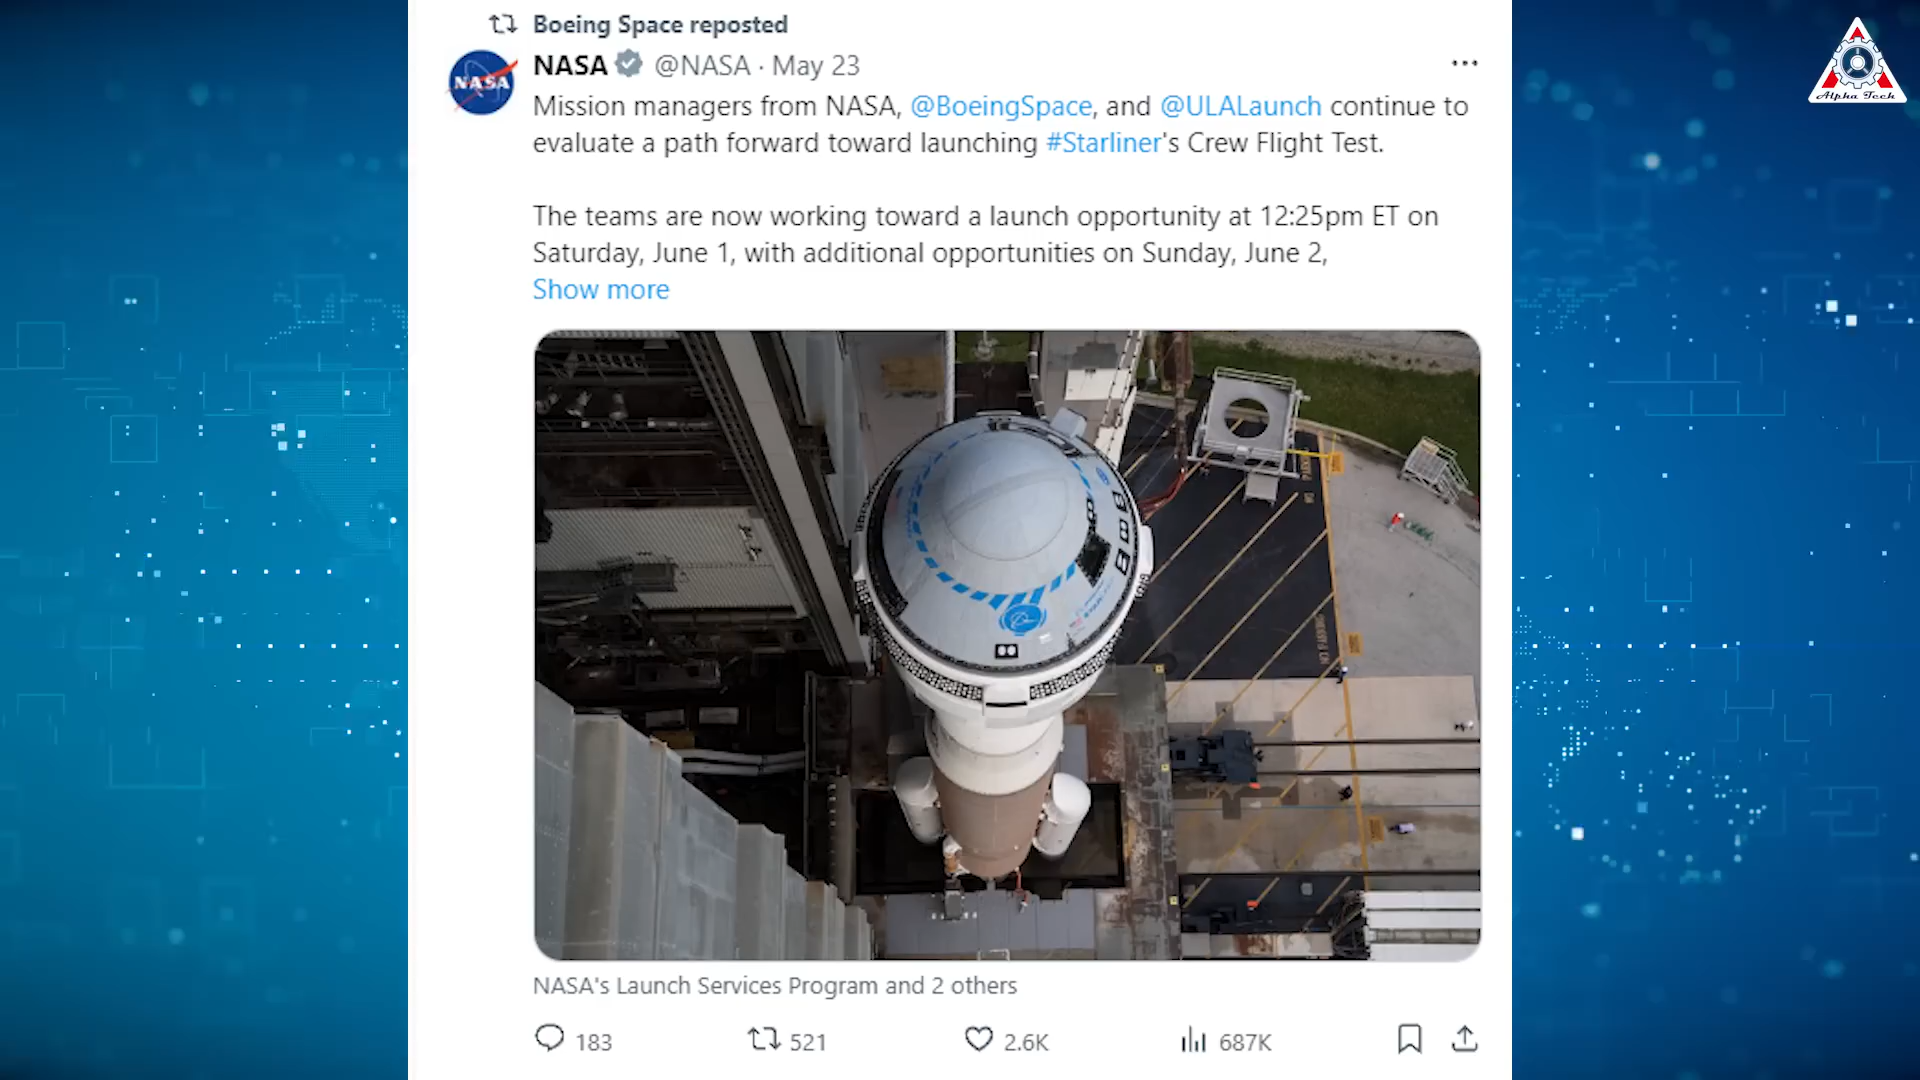 Boeing Space reposted
NASA @NASA · May 23
Mission managers from NASA, @BoeingSpace, and @ULALaunch continue to
evaluate a path forward toward launching #Starliner's Crew Flight Test.
The teams are now working toward a launch opportunity at 12:25pm ET on
Saturday, June 1, with additional opportunities on Sunday, June 2,
Show more
NASA's Launch Services Program and 2 others
183 521 2.6K 687K
NASA
Alpha Tech